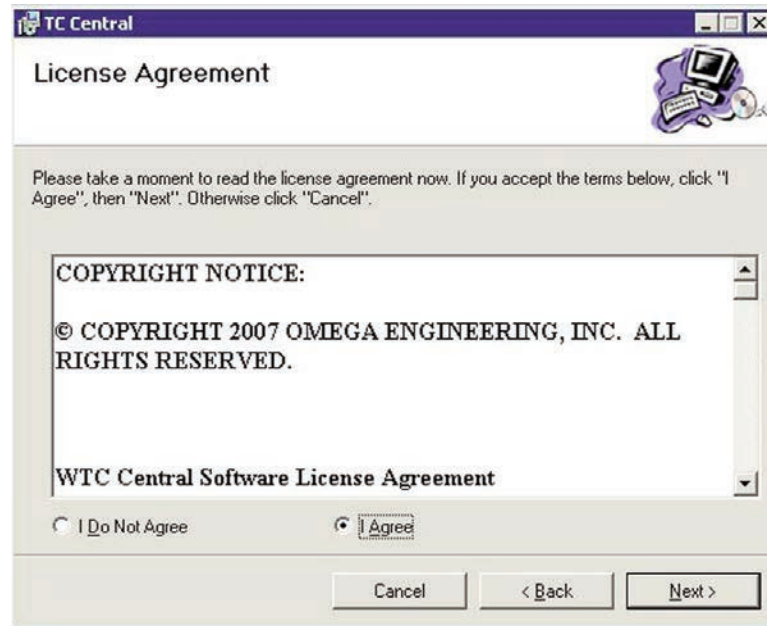 TC Central
License Agreement
Please take a moment to read the license agreement now. If you accept the terms below, click "I
Agree", then "Next". Otherwise click "Cancel".
COPYRIGHT NOTICE:
© COPYRIGHT 2007 OMEGA ENGINEERING, INC. ALL
RIGHTS RESERVED.
WTC Central Software License Agreement
I Do Not Agree
I Agree
Cancel
< Back
Next >